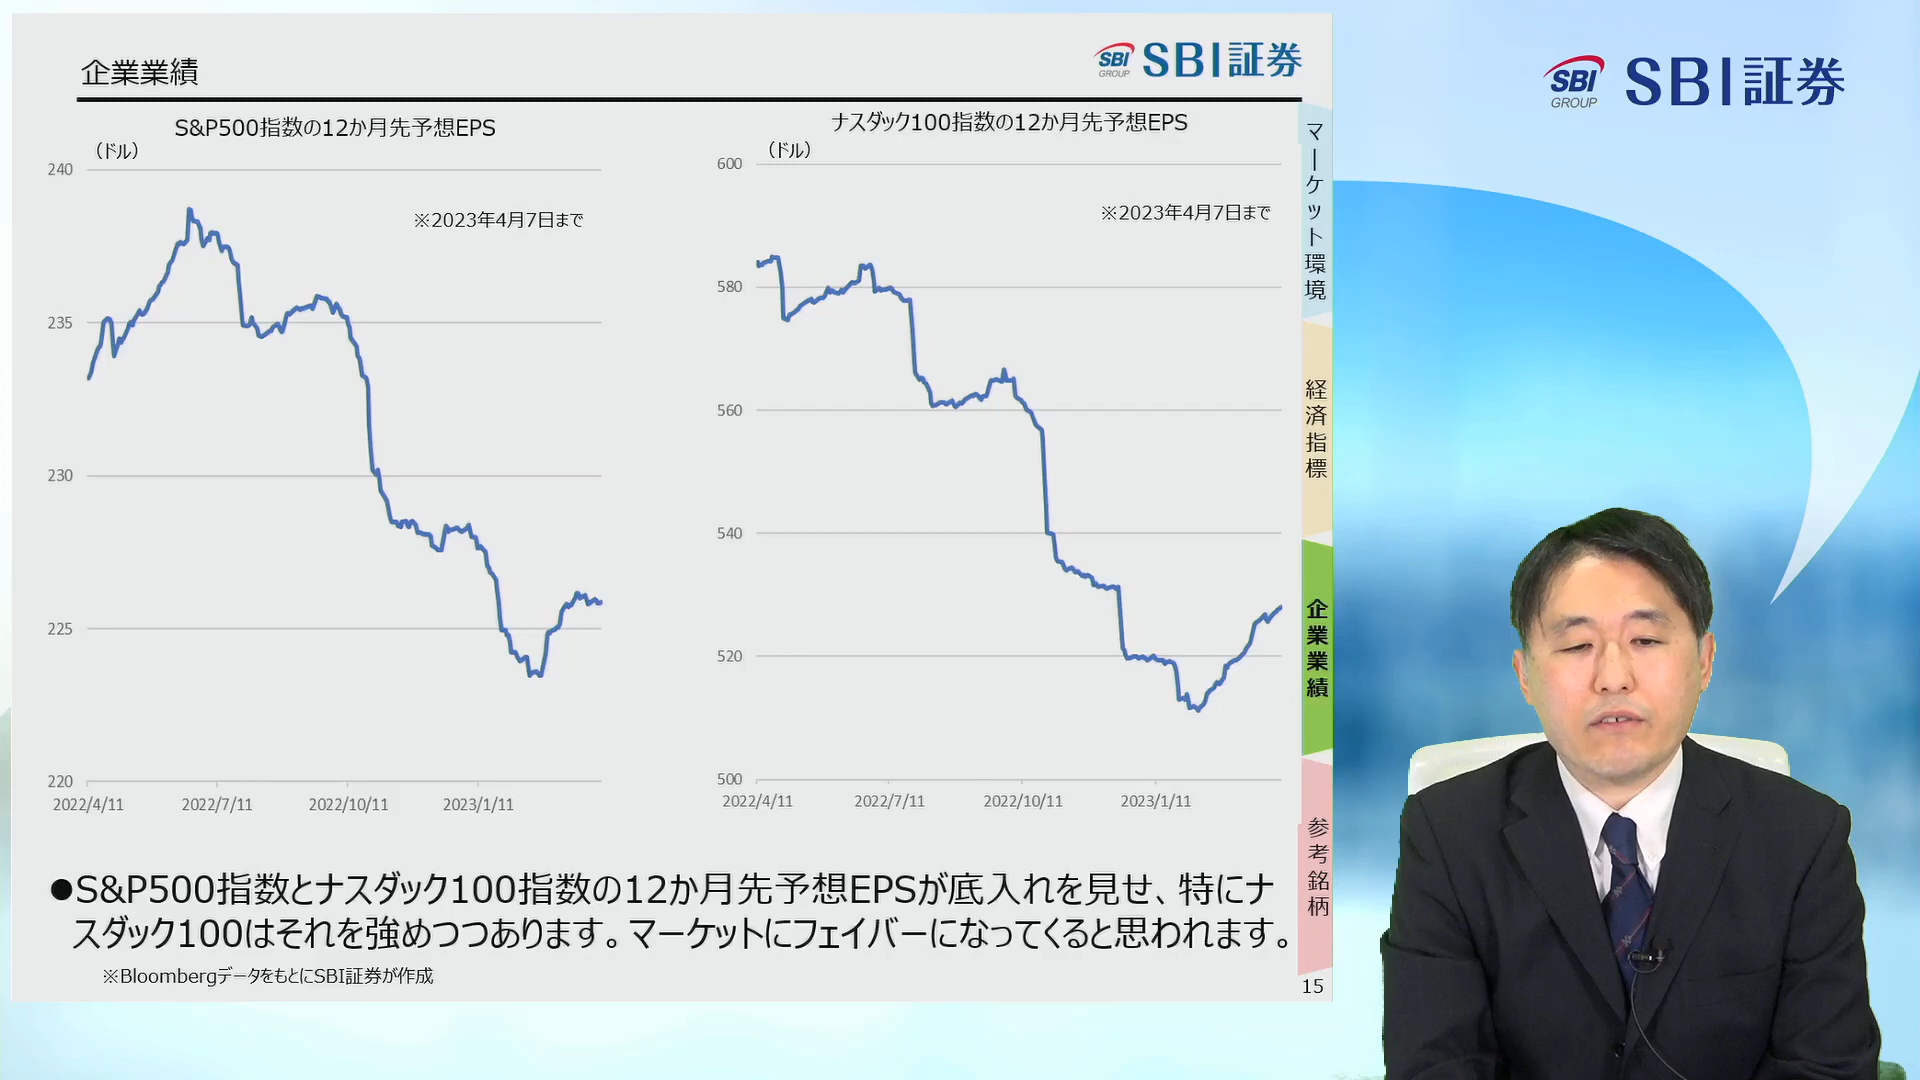 企業業績
SBI GROUP SBI証券
SBI GROUP SBI証券
S&P500指数の12か月先予想EPS
（ドル）
※2023年4月7日まで
240
235
230
225
220
2022/4/11 2022/7/11 2022/10/11 2023/1/11
ナスダック100指数の12か月先予想EPS
（ドル）
※2023年4月7日まで
600
580
560
540
520
500
2022/4/11 2022/7/11 2022/10/11 2023/1/11
マーケット環境
経済指標
企業業績
参考銘柄
●S&P500指数とナスダック100指数の12か月先予想EPSが底入れを見せ、特にナ
スダック100はそれを強めつつあります。マーケットにフェイバーになってくると思われます。
※BloombergデータをもとにSBI証券が作成
15